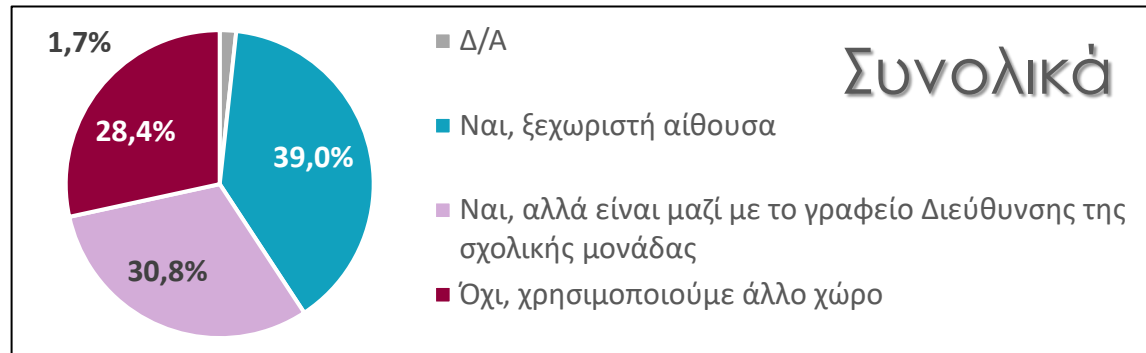 Συνολικά
1,7%
28,4%
39,0%
30,8%
Δ/Α
Ναι, ξεχωριστή αίθουσα
Ναι, αλλά είναι μαζί με το γραφείο Διεύθυνσης της
σχολικής μονάδας
Όχι, χρησιμοποιούμε άλλο χώρο